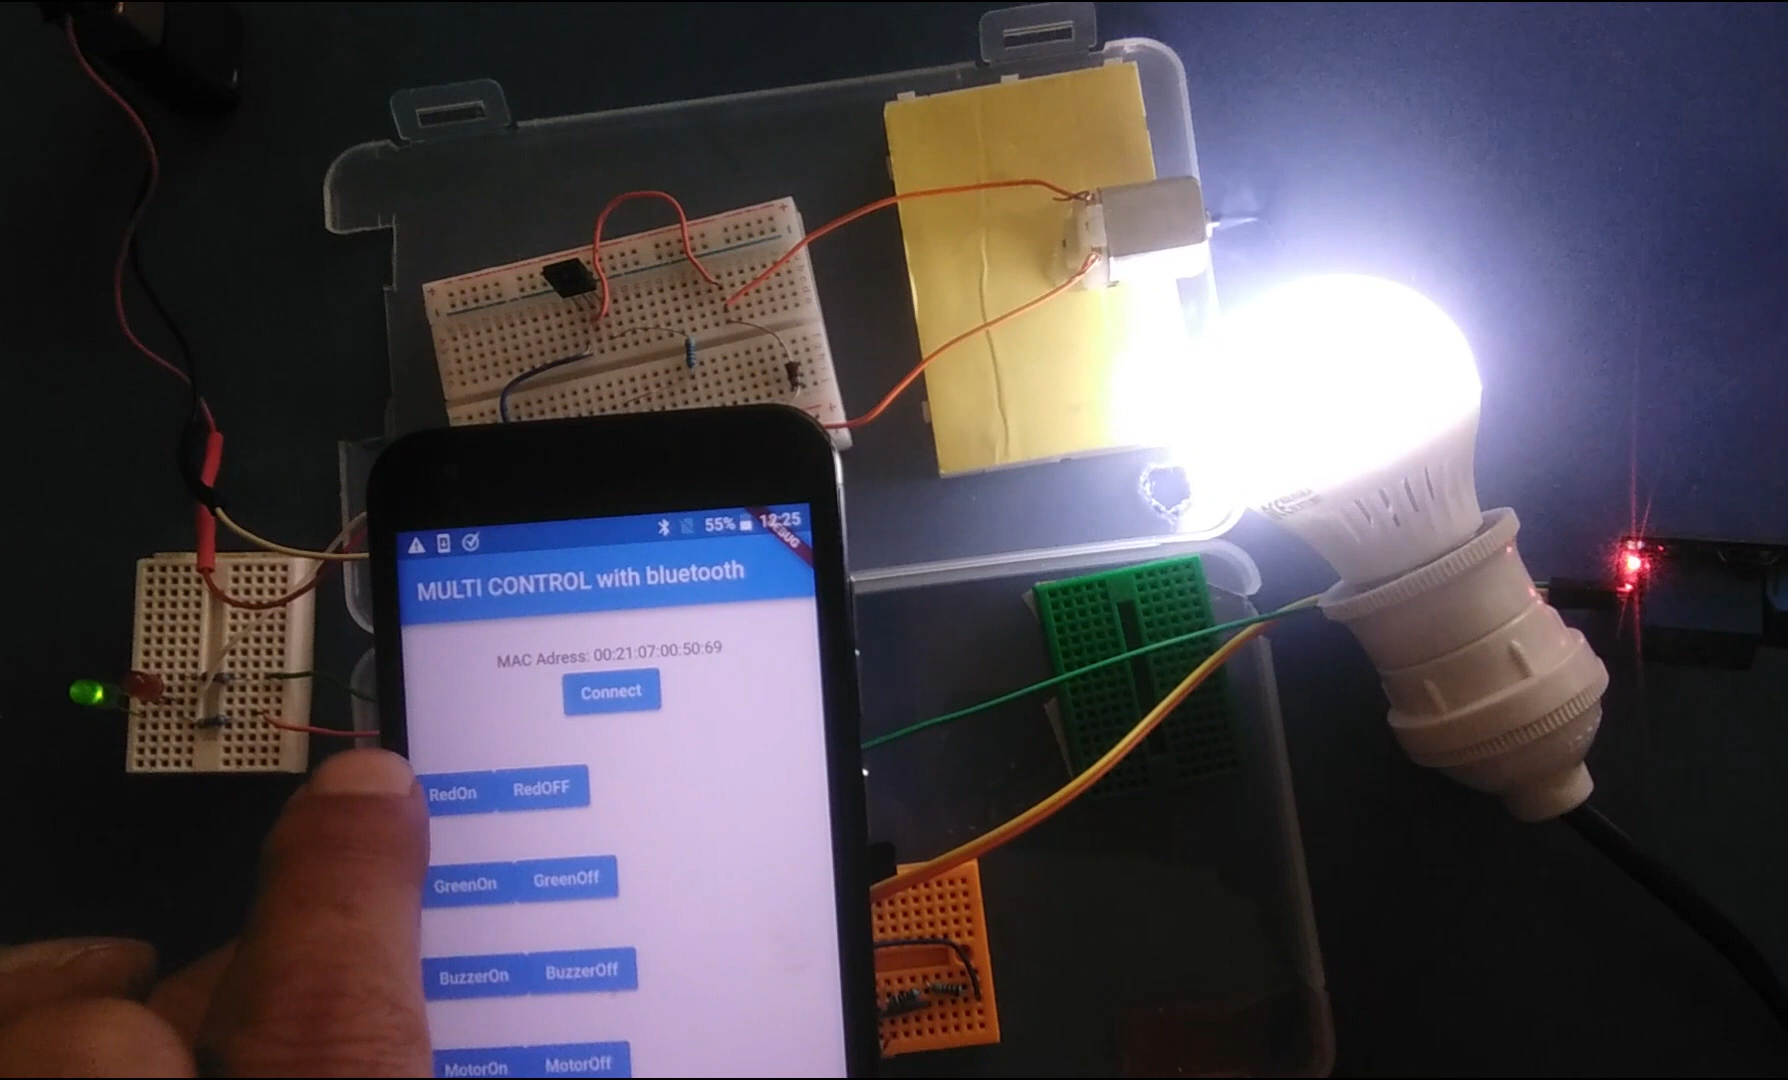 55% 12:25
MULTI CONTROL with bluetooth
MAC Adress: 00:21:07:00:50:69
Connect
RedOn RedOFF
GreenOn GreenOff
BuzzerOn BuzzerOff
MotorOn MotorOff